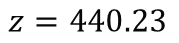 z = 440.23